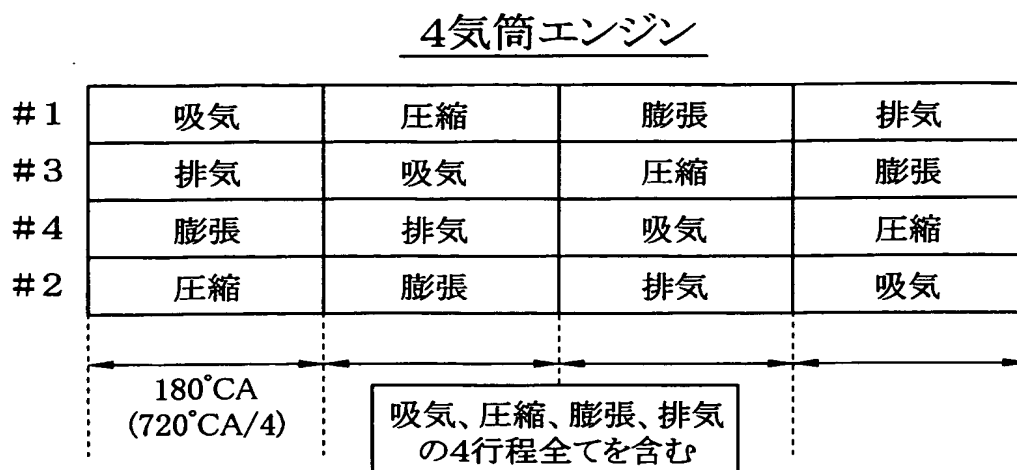 4気筒エンジン
#1 吸気 圧縮 膨張 排気
#3 排気 吸気 圧縮 膨張
#4 膨張 排気 吸気 圧縮
#2 圧縮 膨張 排気 吸気
180°CA
(720°CA/4)
吸気、圧縮、膨張、排気
の4行程全てを含む